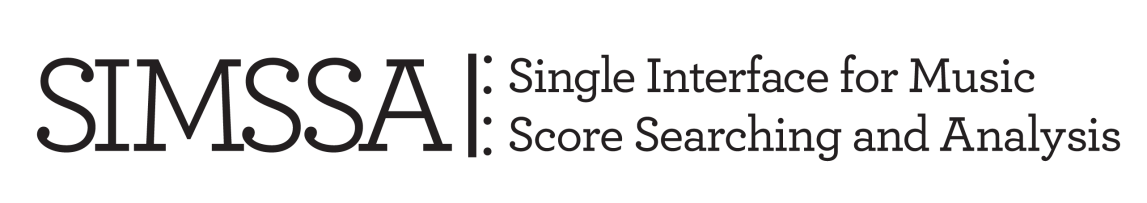 SIMSSA
Single Interface for Music
Score Searching and Analysis